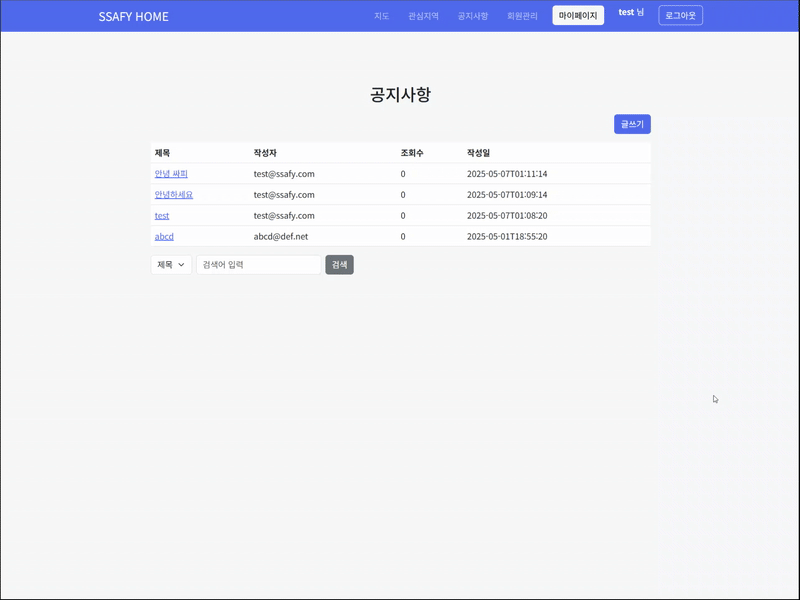 SSAFY HOME 지도 관심지역 공지사항 회원관리 마이페이지 test 님 로그아웃
공지사항
글쓰기
제목 작성자 조회수 작성일
안녕 싸피 test@ssafy.com 0 2025-05-07T01:11:14
안녕하세요 test@ssafy.com 0 2025-05-07T01:09:14
test test@ssafy.com 0 2025-05-07T01:08:20
abcd abcd@def.net 0 2025-05-01T18:55:20
제목 검색어 입력 검색